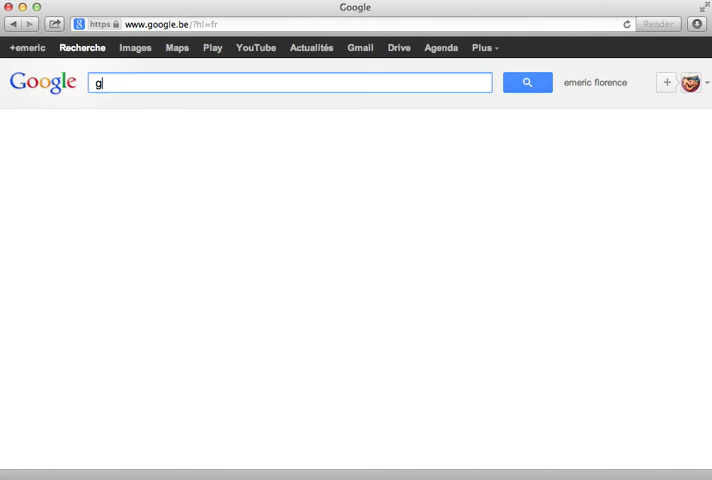 Google
https www.google.be/?hl=fr Reader
+emeric Recherche Images Maps Play YouTube Actualités Gmail Drive Agenda Plus
Google g emeric florence +